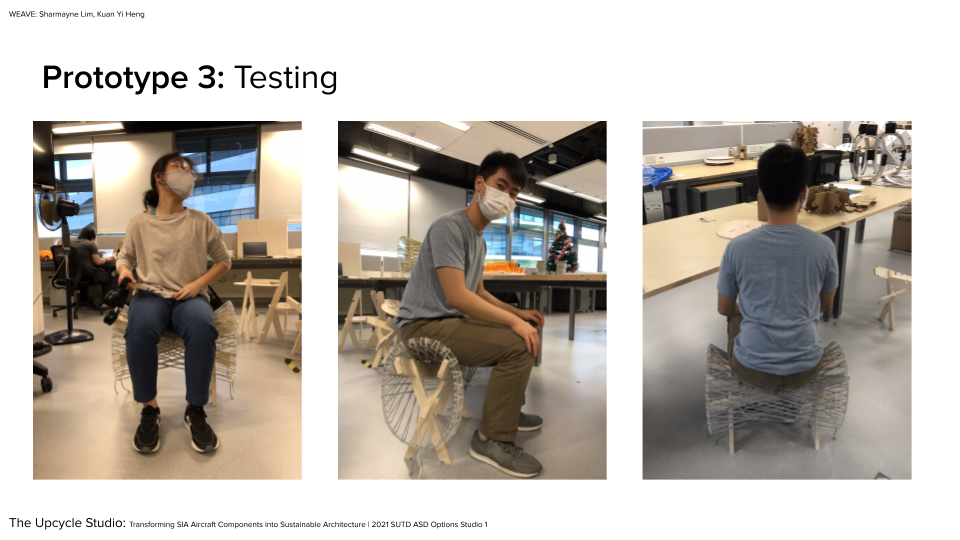 WEAVE: Sharmayne Lim, Kuan Yi Heng
Prototype 3: Testing
The Upcycle Studio: Transforming SIA Aircraft Components into Sustainable Architecture | 2021 SUTD ASD Options Studio 1